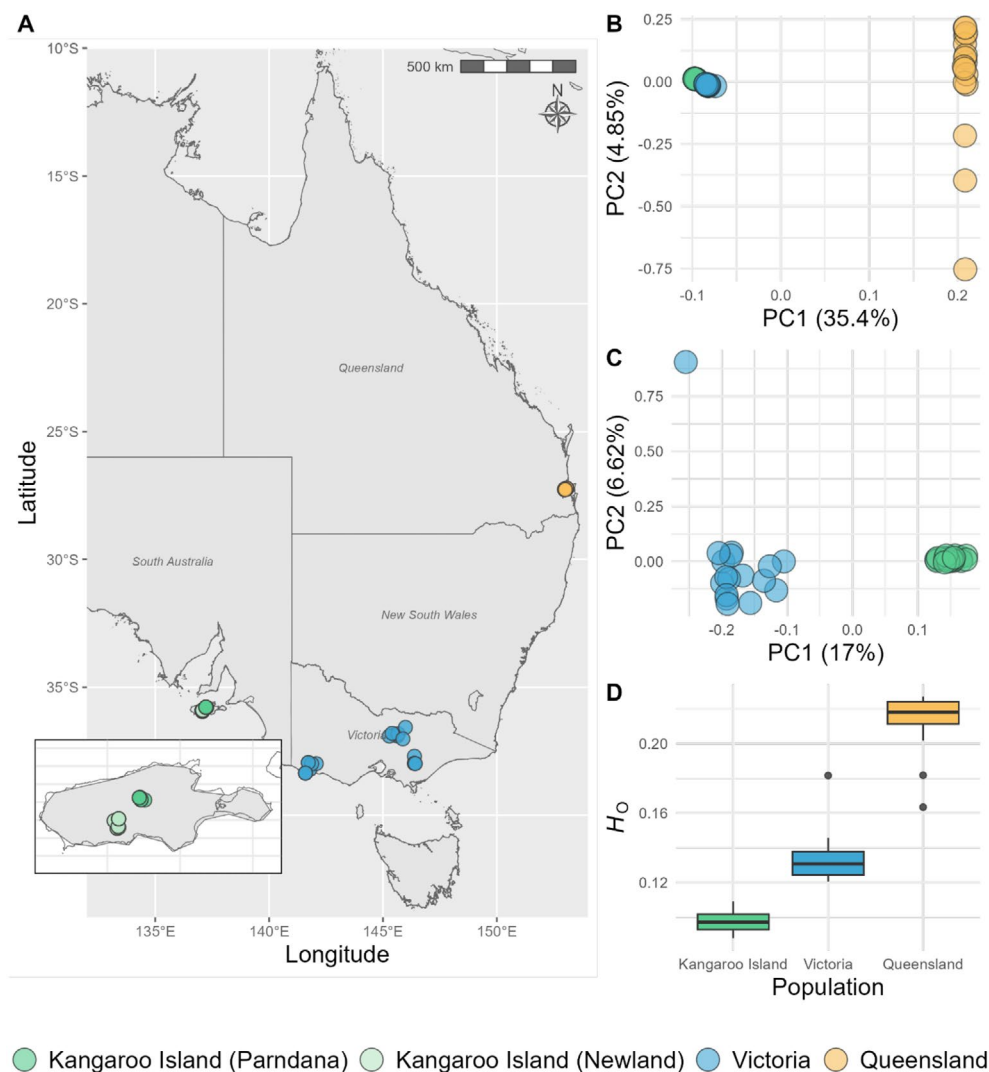 A
10°S
15°S
20°S
25°S
30°S
35°S
Latitude
500 km
N
Queensland
South Australia
New South Wales
Victoria
135°E
140°E
145°E
150°E
Longitude
B
0.25
0.00
-0.25
-0.50
-0.75
PC2 (4.85%)
-0.1
0.0
0.1
0.2
PC1 (35.4%)
C
0.75
0.50
0.25
0.00
PC2 (6.62%)
-0.2
-0.1
0.0
0.1
PC1 (17%)
D
0.20
0.16
0.12
HO
Kangaroo Island Victoria Queensland
Population
Kangaroo Island (Parndana) Kangaroo Island (Newland) Victoria Queensland